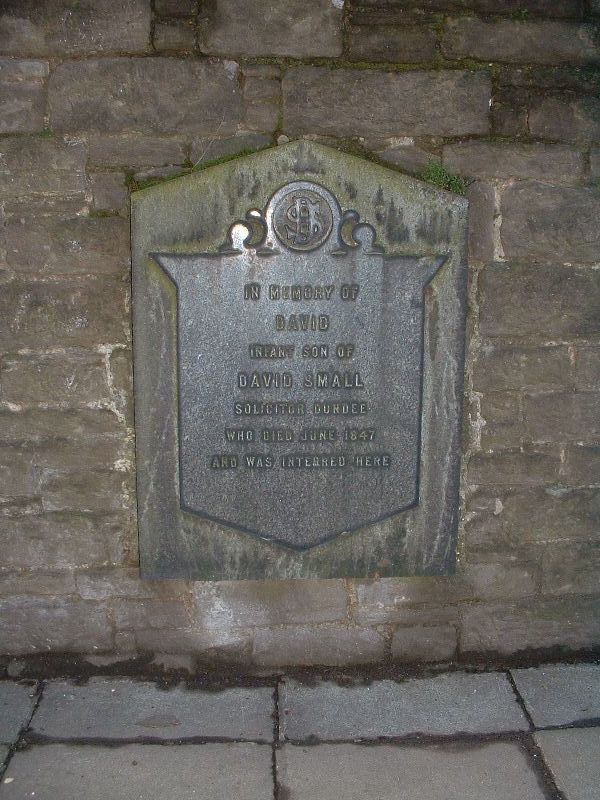 IN MEMORY OF
DAVID
INFANT SON OF
DAVID SMALL
SOLICITOR DUNDEE
WHO DIED JUNE 1847
AND WAS INTERRED HERE